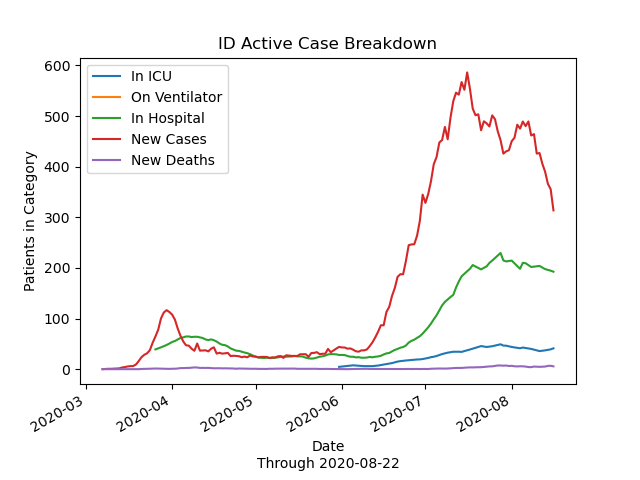 ID Active Case Breakdown
In ICU
On Ventilator
In Hospital
New Cases
New Deaths
Patients in Category
600
500
400
300
200
100
0
2020-03
2020-04
2020-05
2020-06
2020-07
2020-08
Date
Through 2020-08-22